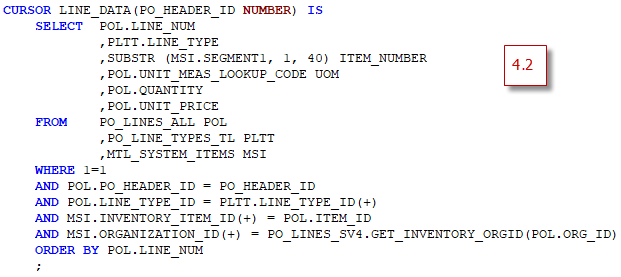 CURSOR LINE_DATA(PO_HEADER_ID NUMBER) IS
SELECT POL.LINE_NUM
,PLTT.LINE_TYPE
,SUBSTR (MSI.SEGMENT1, 1, 40) ITEM_NUMBER
,POL.UNIT_MEAS_LOOKUP_CODE UOM
,POL.QUANTITY
,POL.UNIT_PRICE
4.2
FROM PO_LINES_ALL POL
,PO_LINE_TYPES_TL PLTT
,MTL_SYSTEM_ITEMS MSI
WHERE 1=1
AND POL.PO_HEADER_ID = PO_HEADER_ID
AND POL.LINE_TYPE_ID = PLTT.LINE_TYPE_ID(+)
AND MSI.INVENTORY_ITEM_ID(+) = POL.ITEM_ID
AND MSI.ORGANIZATION_ID(+) = PO_LINES_SV4.GET_INVENTORY_ORGID(POL.ORG_ID)
ORDER BY POL.LINE_NUM
;